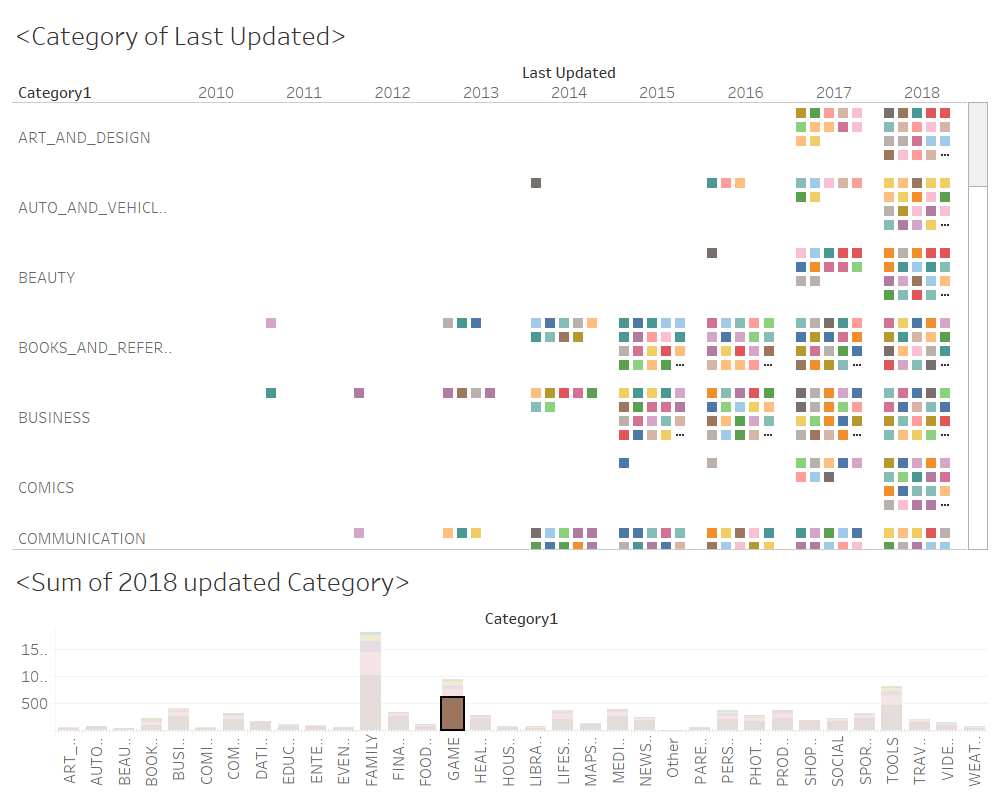 <Category of Last Updated>
Last Updated
Category1 2010 2011 2012 2013 2014 2015 2016 2017 2018
ART_AND_DESIGN
AUTO_AND_VEHICL..
BEAUTY
BOOKS_AND_REFER..
BUSINESS
COMICS
COMMUNICATION
<Sum of 2018 updated Category>
Category1
15..
10..
500
ART_..
AUTO..
BEAU..
BOOK..
BUSI..
COMI..
COM..
DATI..
EDUC..
ENTE..
EVEN..
FAMILY
FINA..
FOOD..
GAME
HEAL..
HOUS..
LIBRA..
LIFES..
MAPS..
MEDI..
NEWS..
Other
PARE..
PERS..
PHOT..
PROD..
SHOP..
SOCIAL
SPOR..
TOOLS
TRAV..
VIDE..
WEAT..